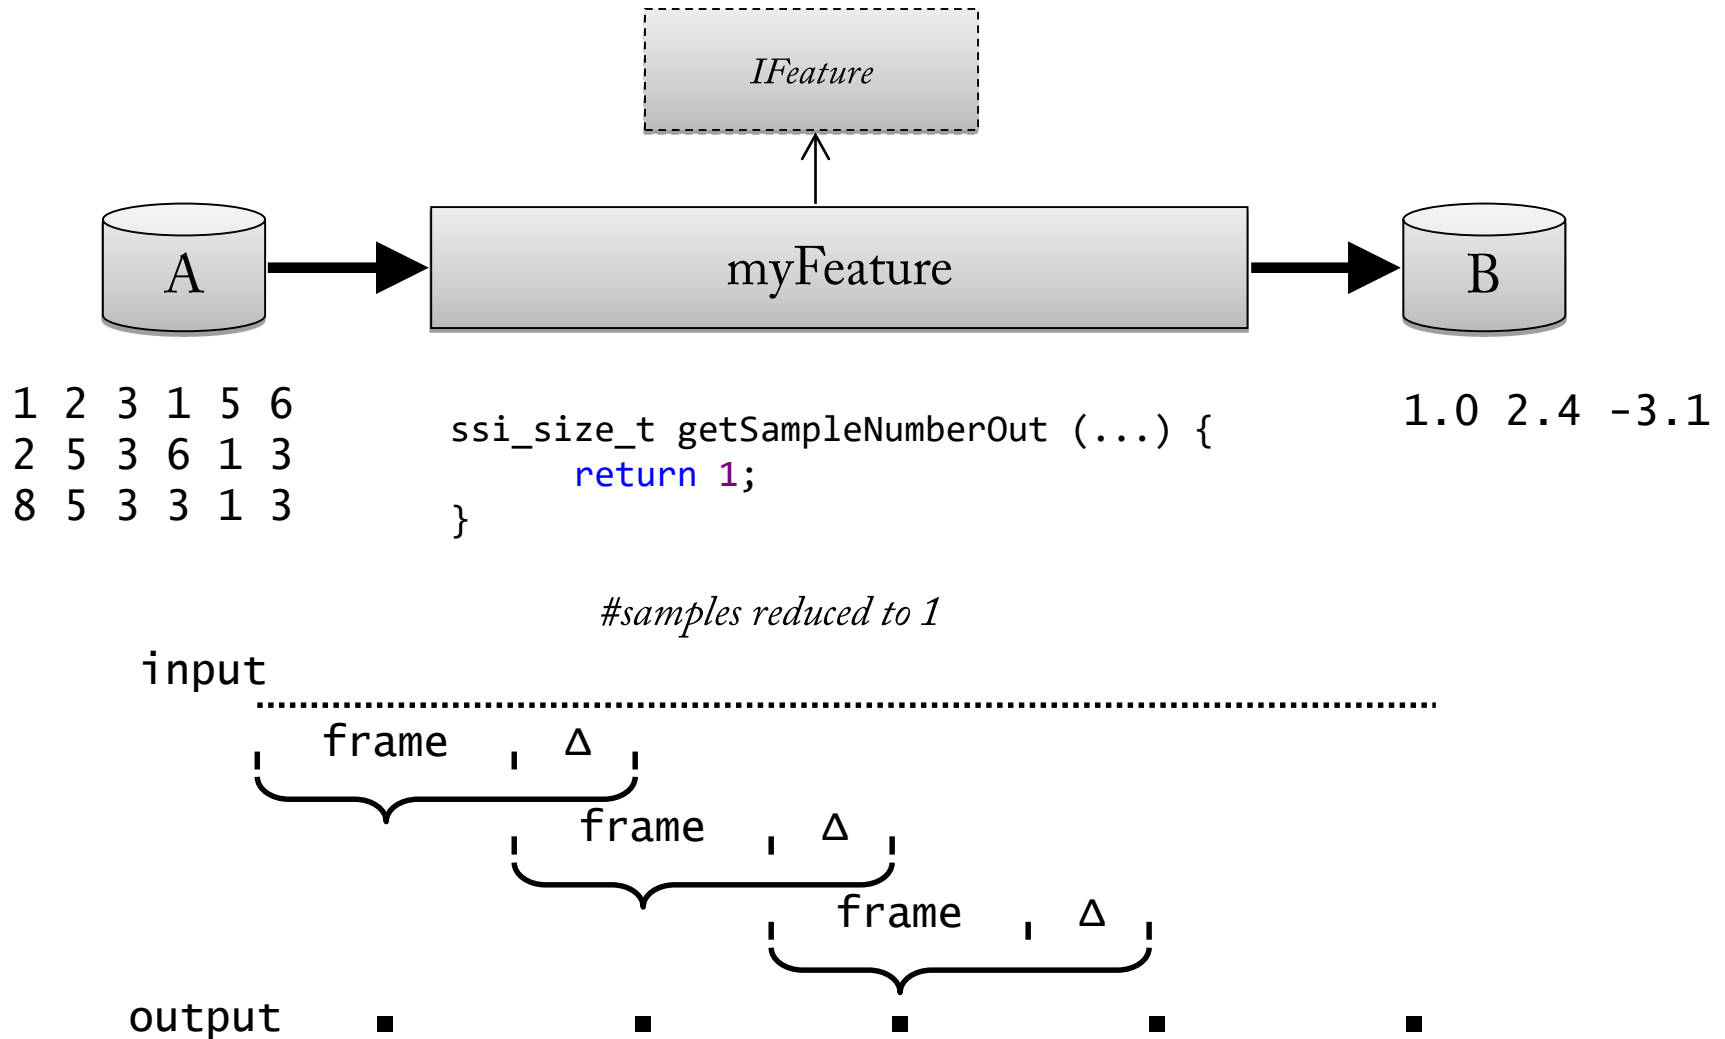 IFeature
A
myFeature
B
1 2 3 1 5 6
2 5 3 6 1 3
8 5 3 3 1 3
ssi_size_t getSampleNumberOut (...) {
return 1;
}
1.0 2.4 -3.1
#samples reduced to 1
input
frame Δ
frame Δ
frame Δ
output